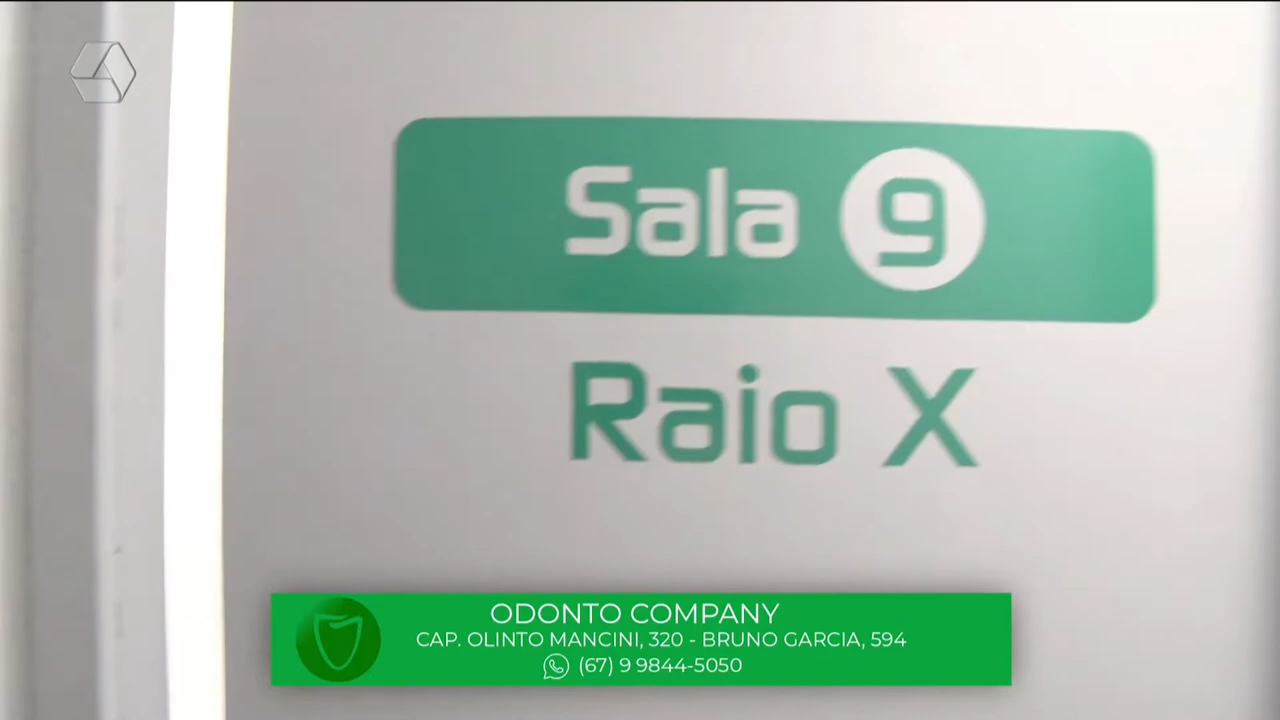 Sala 9
Raio X
ODONTO COMPANY
CAP. OLINTO MANCINI, 320 - BRUNO GARCIA, 594
(67) 9 9844-5050